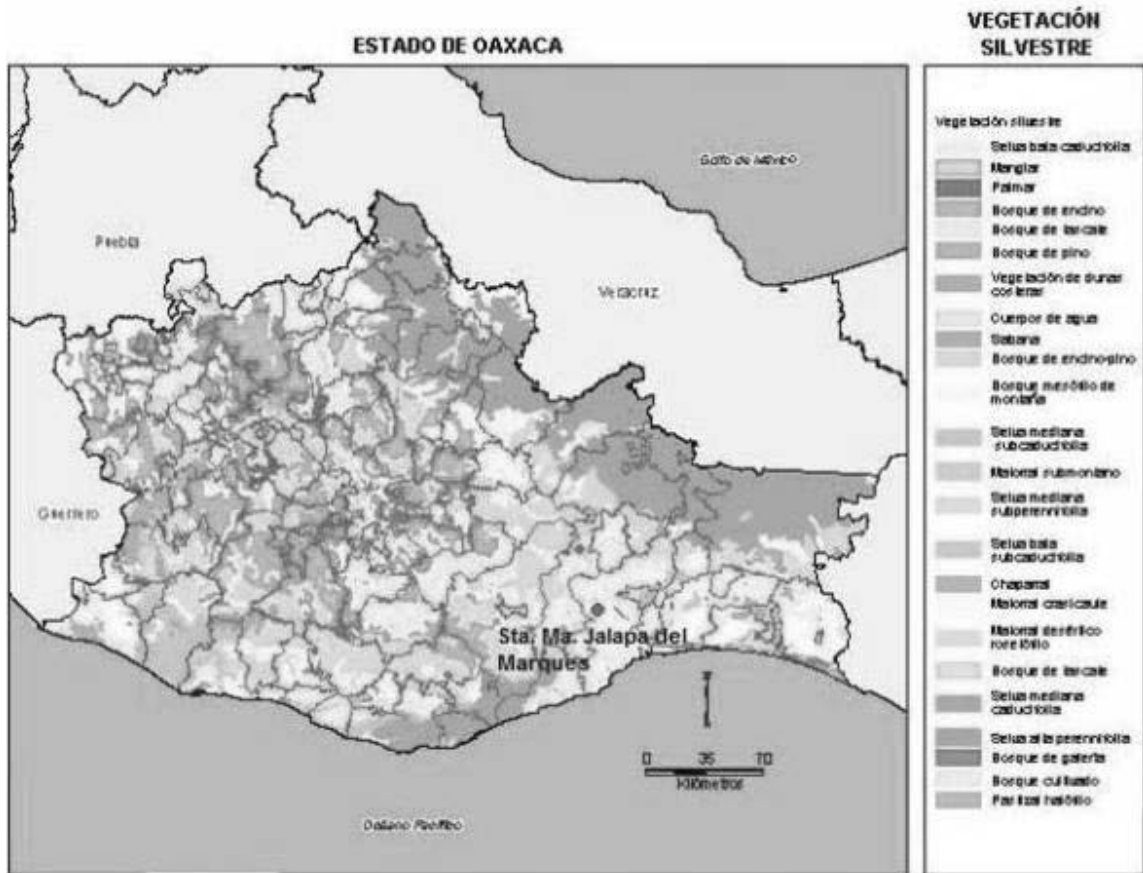 ESTADO DE OAXACA
VEGETACIÓN
SILVESTRE
Golfo de México
Puebla
Veracruz
Guerrero
Sta. Ma. Jalapa del
Marques
0 35 70
Kilómetros
Océano Pacífico
Vegetación silvestre
Selva baja caducifolia
Manglar
Palmar
Bosque de encino
Bosque de táscate
Bosque de pino
Vegetación de dunas
costeras
Cuerpos de agua
Sabana
Bosque de encino-pino
Bosque mesófilo de
montaña
Selva mediana
subcaducifolia
Matorral submontano
Selva mediana
subperennifolia
Selva baja
subcaducifolia
Chaparral
Matorral crasicaule
Matorral desértico
rosetófilo
Bosque de táscate
Selva mediana
caducifolia
Selva alta perennifolia
Bosque de galería
Bosque cultivado
Pastizal halófilo